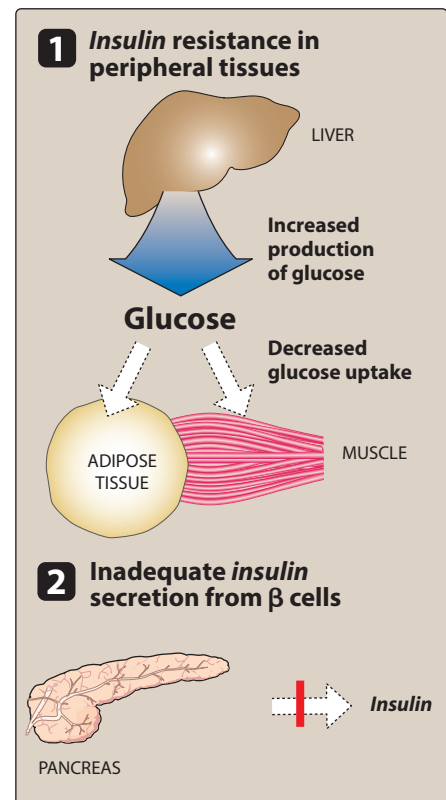 1 Insulin resistance in
peripheral tissues
LIVER
Increased
production
of glucose
Glucose
Decreased
glucose uptake
ADIPOSE
TISSUE
MUSCLE
2 Inadequate insulin
secretion from β cells
Insulin
PANCREAS